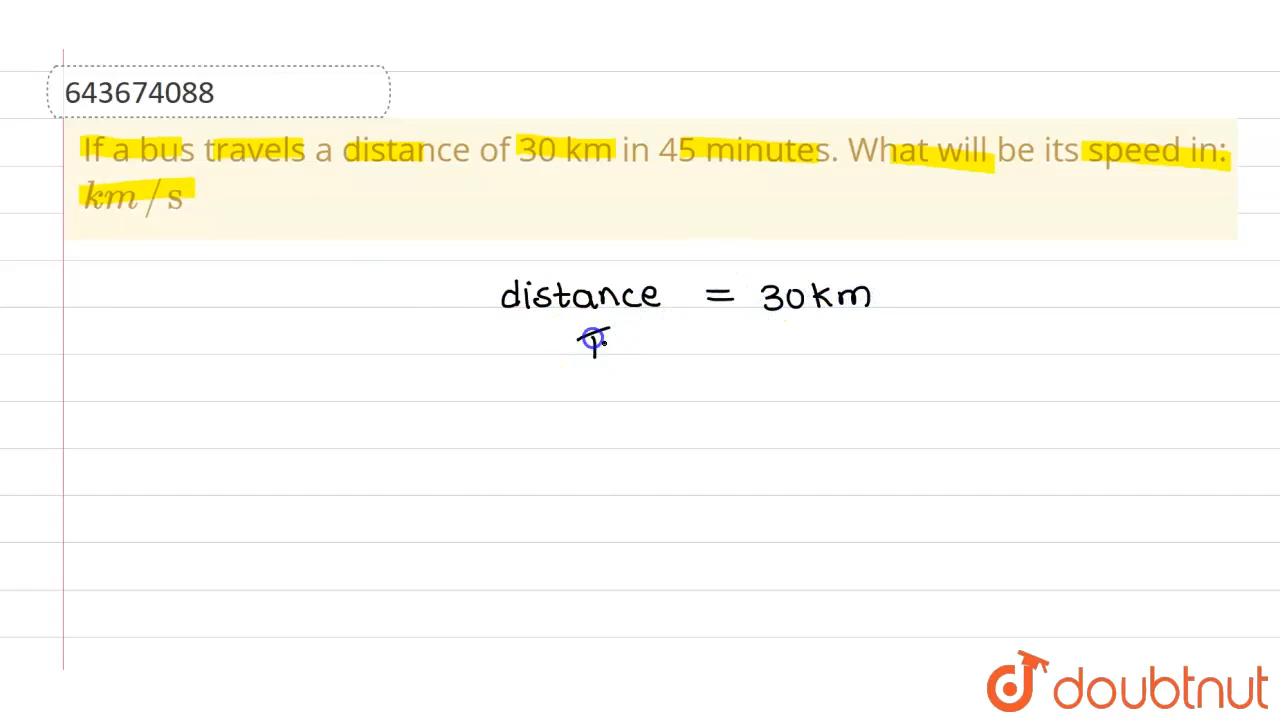 643674088
If a bus travels a distance of 30 km in 45 minutes. What will be its speed in:
km/s
distance = 30km
T
doubtnut